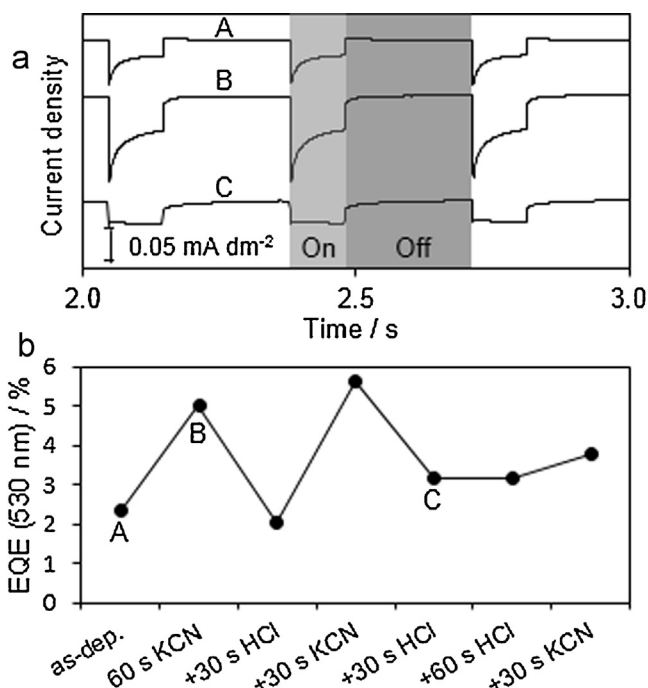 a
Current density
A
B
C
0.05 mA dm-2
On
Off
2.0
2.5
3.0
Time / s
b
EQE (530 nm) / %
6
5
4
3
2
1
0
A
B
C
as-dep.
60 s KCN
+30 s HCl
+30 s KCN
+30 s HCl
+60 s HCl
+30 s KCN